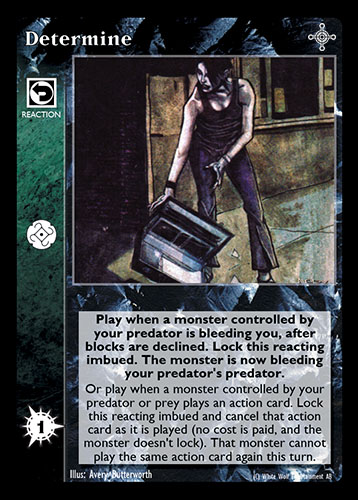 Determine
REACTION
Play when a monster controlled by
your predator is bleeding you, after
blocks are declined. Lock this reacting
imbued. The monster is now bleeding
your predator's predator.
Or play when a monster controlled by your
predator or prey plays an action card. Lock
this reacting imbued and cancel that action
card as it is played (no cost is paid, and the
monster doesn't lock). That monster cannot
play the same action card again this turn.
1
Illus: Avery Butterworth
(C) White Wolf Entertainment AB